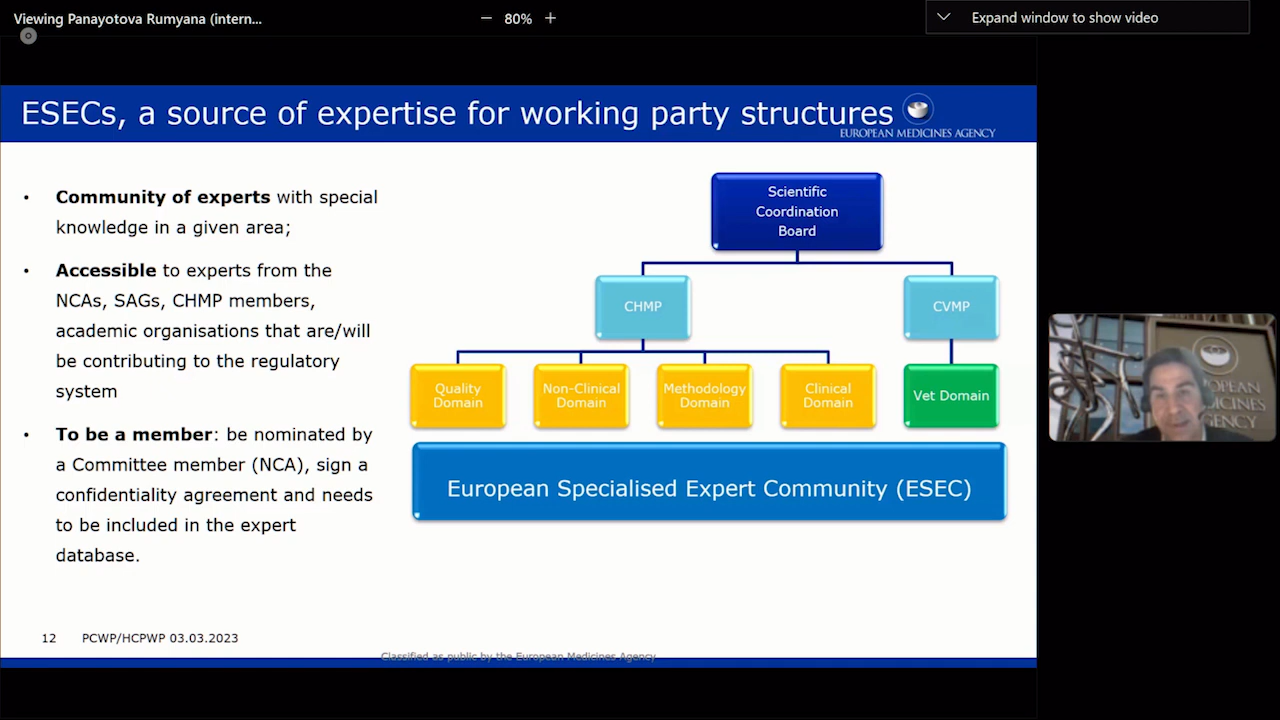 Viewing Panayotova Rumyana (intern...
80%
Expand window to show video
ESECs, a source of expertise for working party structures
EUROPEAN MEDICINES AGENCY
• Community of experts with special
knowledge in a given area;
• Accessible to experts from the
NCAs, SAGs, CHMP members,
academic organisations that are/will
be contributing to the regulatory
system
• To be a member: be nominated by
a Committee member (NCA), sign a
confidentiality agreement and needs
to be included in the expert
database.
Scientific
Coordination
Board
CHMP
CVMP
Quality
Domain
Non-Clinical
Domain
Methodology
Domain
Clinical
Domain
Vet Domain
European Specialised Expert Community (ESEC)
12 PCWP/HCPWP 03.03.2023
Classified as public by the European Medicines Agency